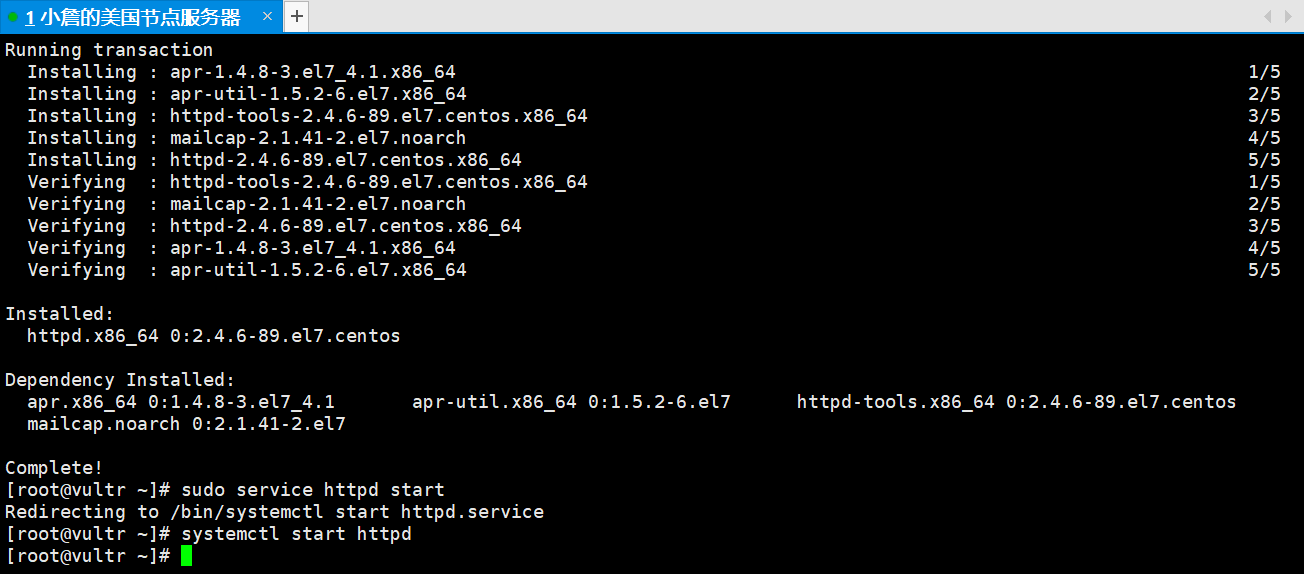 1 小詹的美国节点服务器 × +
Running transaction
  Installing : apr-1.4.8-3.el7_4.1.x86_64 1/5
  Installing : apr-util-1.5.2-6.el7.x86_64 2/5
  Installing : httpd-tools-2.4.6-89.el7.centos.x86_64 3/5
  Installing : mailcap-2.1.41-2.el7.noarch 4/5
  Installing : httpd-2.4.6-89.el7.centos.x86_64 5/5
  Verifying  : httpd-tools-2.4.6-89.el7.centos.x86_64 1/5
  Verifying  : mailcap-2.1.41-2.el7.noarch 2/5
  Verifying  : httpd-2.4.6-89.el7.centos.x86_64 3/5
  Verifying  : apr-1.4.8-3.el7_4.1.x86_64 4/5
  Verifying  : apr-util-1.5.2-6.el7.x86_64 5/5

Installed:
  httpd.x86_64 0:2.4.6-89.el7.centos

Dependency Installed:
  apr.x86_64 0:1.4.8-3.el7_4.1       apr-util.x86_64 0:1.5.2-6.el7      httpd-tools.x86_64 0:2.4.6-89.el7.centos
  mailcap.noarch 0:2.1.41-2.el7

Complete!
[root@vultr ~]# sudo service httpd start
Redirecting to /bin/systemctl start httpd.service
[root@vultr ~]# systemctl start httpd
[root@vultr ~]#